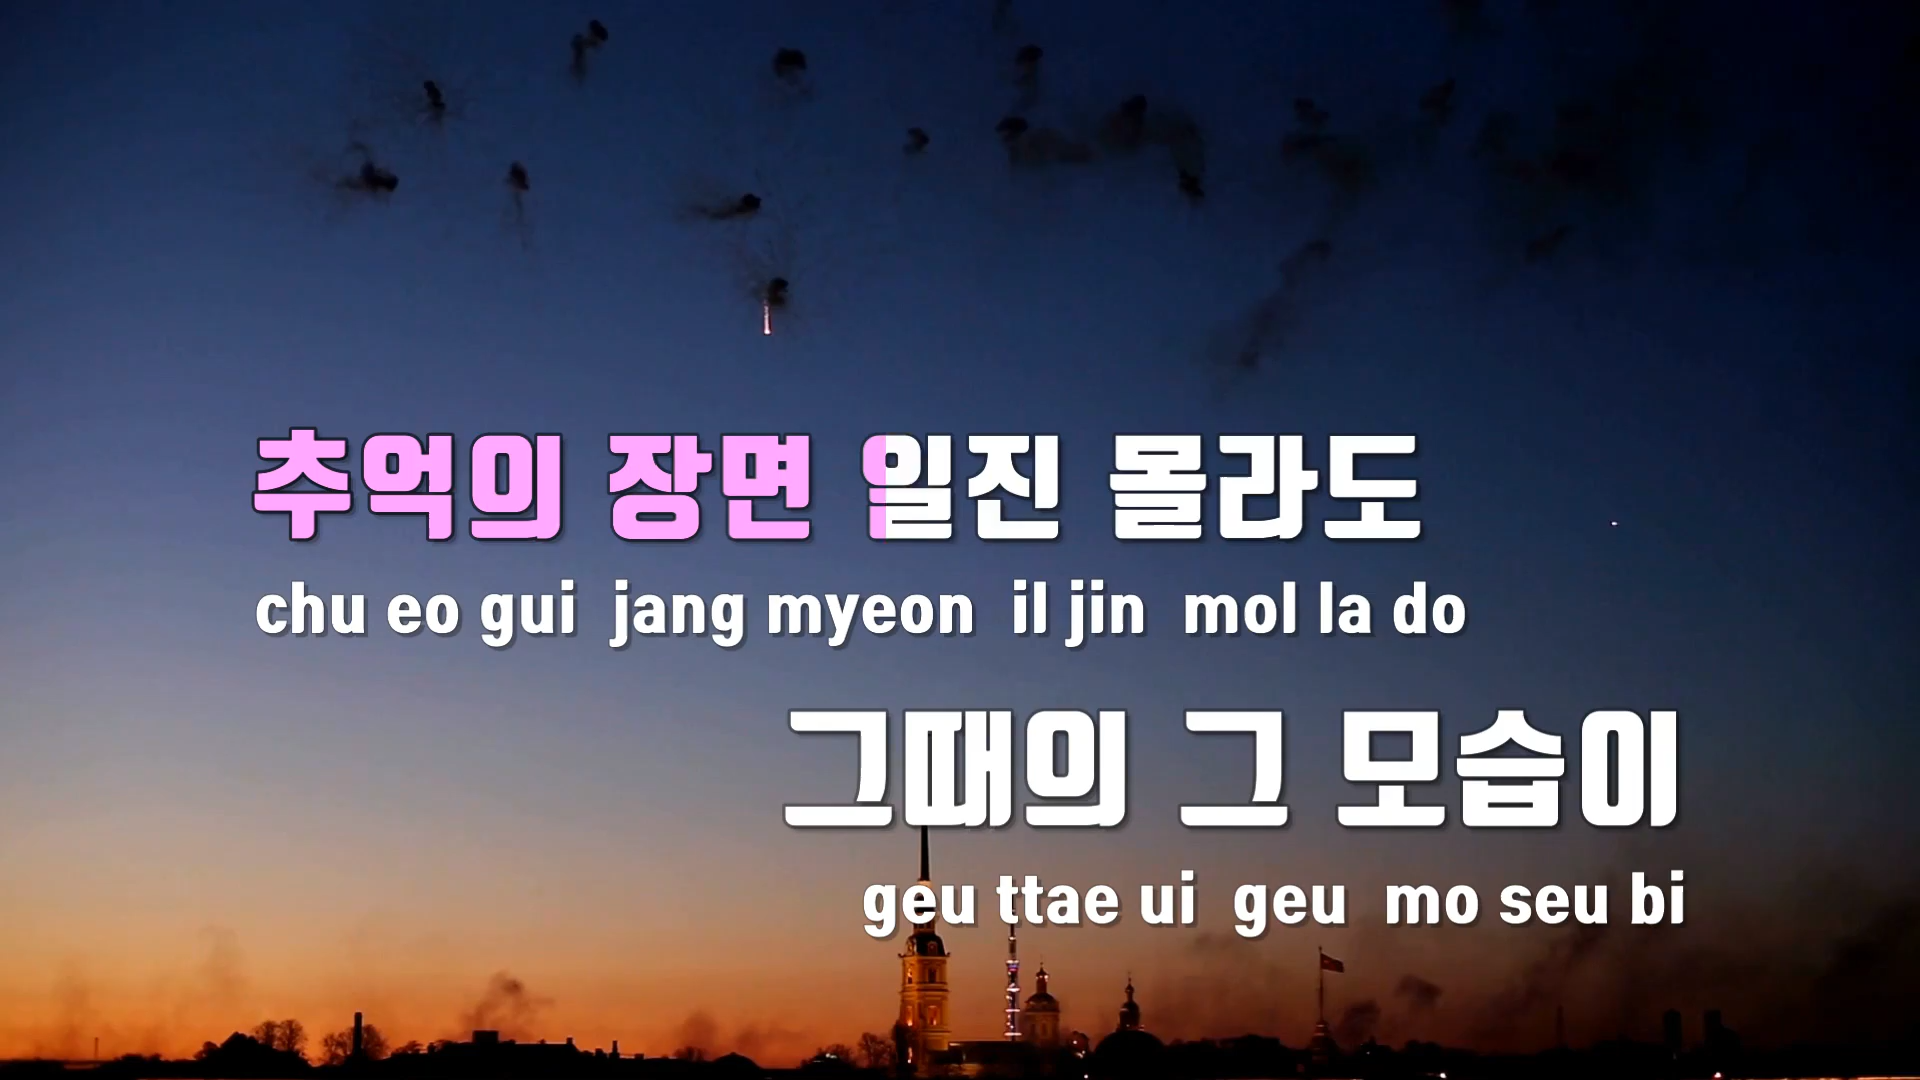 추억의 장면 일진 몰라도
chu eo gui jang myeon il jin mol la do
그때의 그 모습이
geu ttae ui geu mo seu bi